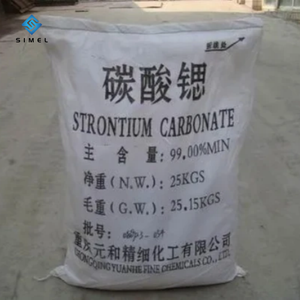 SIMEL
碳酸锶
STRONTIUM CARBONATE
主含量:99.00%MIN
净重(N.W.):25KGS
毛重(G.W.):25.15KGS
批号:
重庆元和精细化工有限公司
CHONGQING YUANHE FINE CHEMICALS CO., LTD